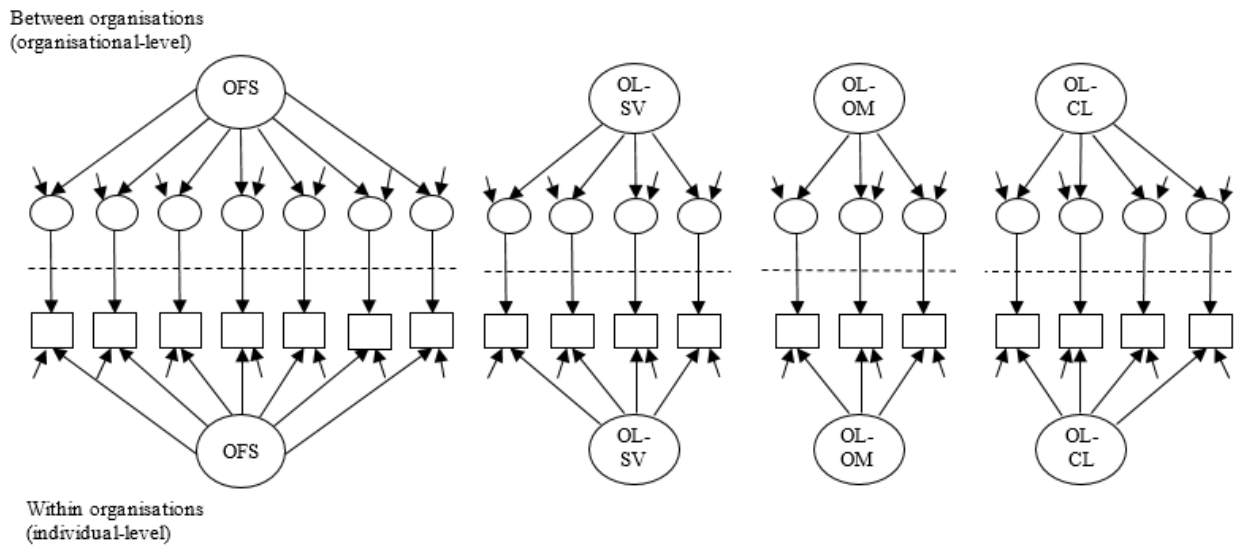 Between organisations
(organisational-level)
OFS
OL-
SV
OL-
OM
OL-
CL
OFS
OL-
SV
OL-
OM
OL-
CL
Within organisations
(individual-level)